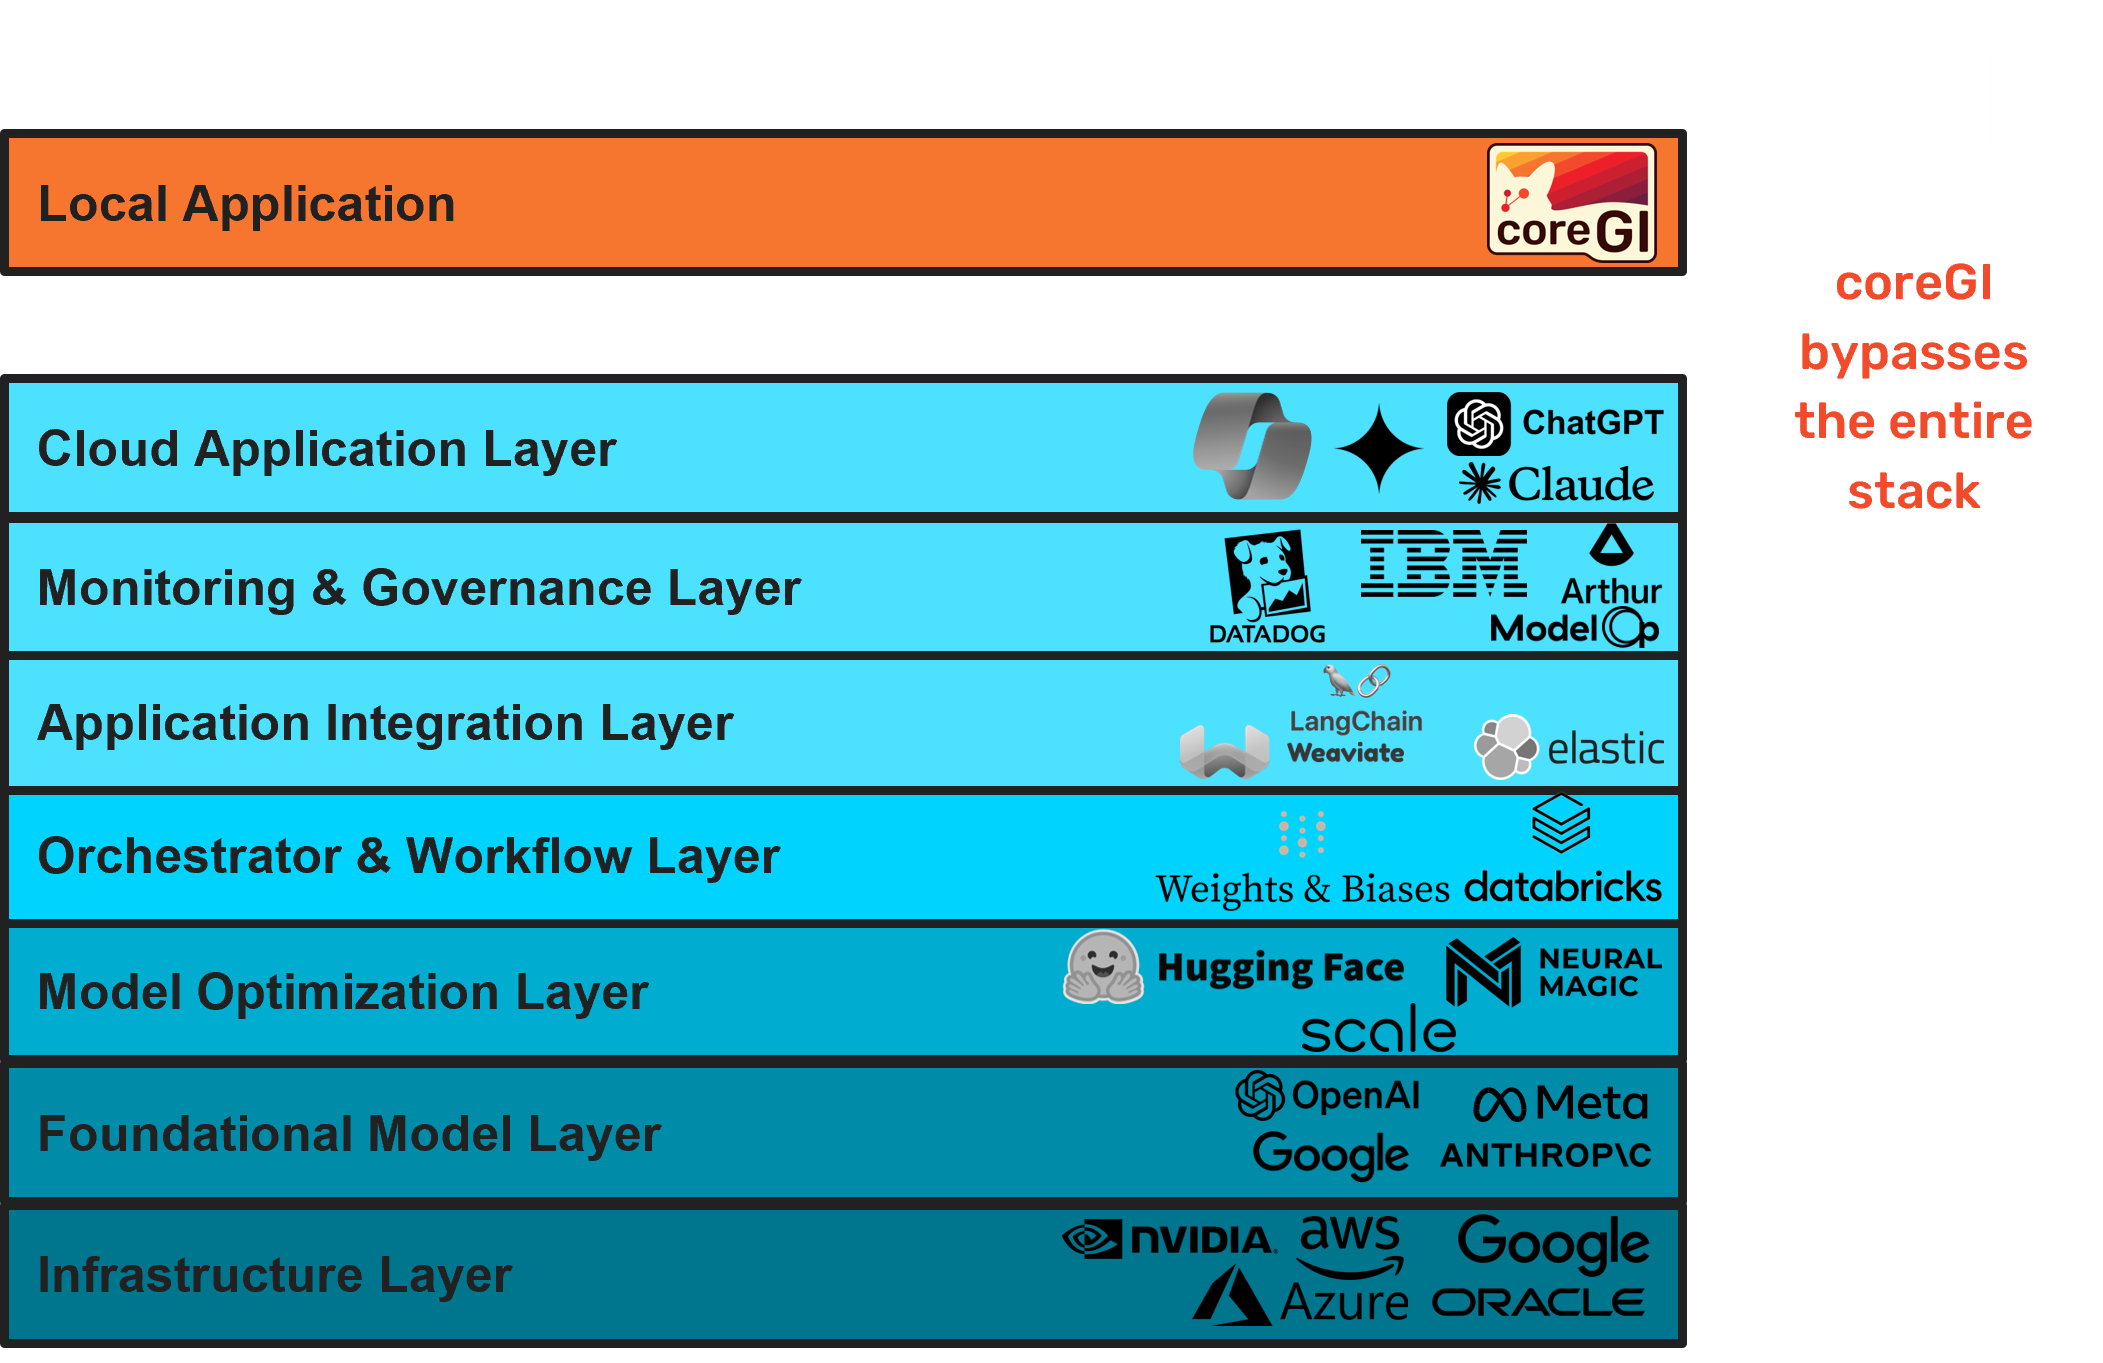 Local Application
coreGI
coreGI
bypasses
the entire
stack
Cloud Application Layer
ChatGPT
Claude
Monitoring & Governance Layer
DATADOG
IBM
Arthur
ModelOp
Application Integration Layer
LangChain
Weaviate
elastic
Orchestrator & Workflow Layer
Weights & Biases
databricks
Model Optimization Layer
Hugging Face
NEURAL
MAGIC
scale
Foundational Model Layer
OpenAI
Meta
Google
ANTHROP\C
Infrastructure Layer
NVIDIA.
aws
Google
Azure
ORACLE